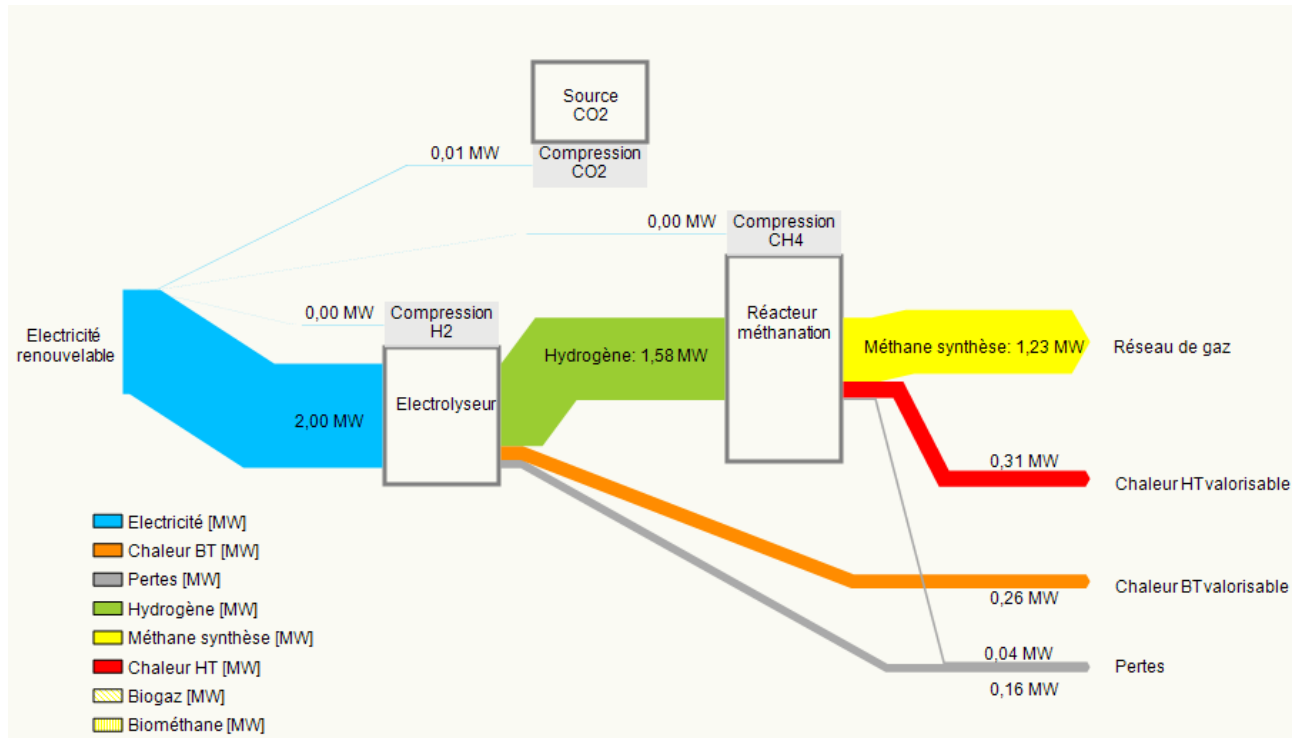 Source
CO2
0,01 MW
Compression
CO2
0,00 MW
Compression
CH4
0,00 MW
Compression
H2
Réacteur
méthanation
Electricité
renouvelable
Hydrogène: 1,58 MW
Méthane synthèse: 1,23 MW
Réseau de gaz
Electrolyseur
2,00 MW
0,31 MW
Chaleur HT valorisable
Electricité [MW]
Chaleur BT [MW]
Pertes [MW]
Hydrogène [MW]
Méthane synthèse [MW]
Chaleur HT [MW]
Biogaz [MW]
Biométhane [MW]
Chaleur BT valorisable
0,26 MW
0,04 MW
Pertes
0,16 MW